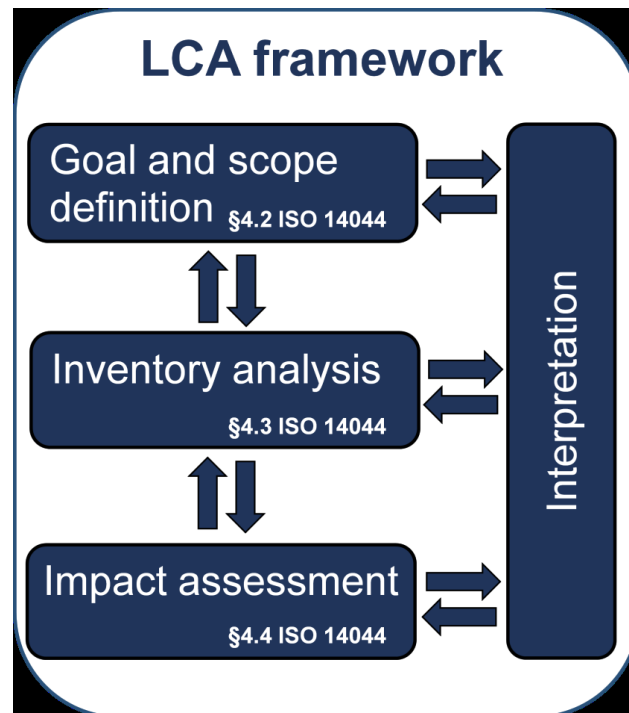 LCA framework
Goal and scope
definition §4.2 ISO 14044
Inventory analysis
§4.3 ISO 14044
Impact assessment
§4.4 ISO 14044
Interpretation